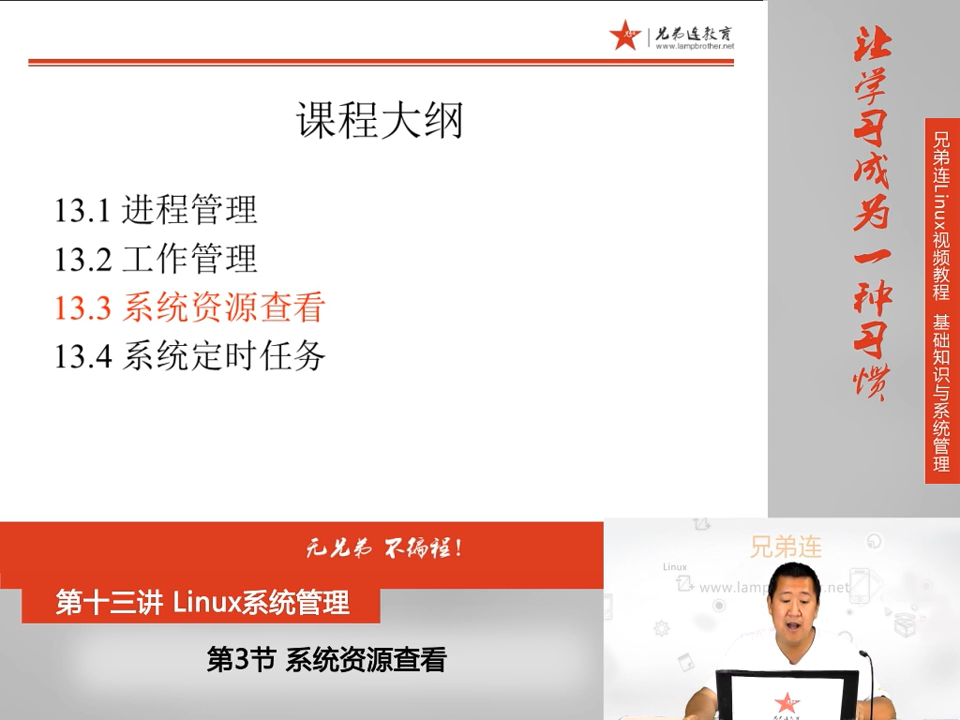 兄弟连教育
www.lampbrother.net
课程大纲
13.1 进程管理
13.2 工作管理
13.3 系统资源查看
13.4 系统定时任务
让学习成为一种习惯
兄弟连Linux视频教程 基础知识与系统管理
无兄弟 不编程!
第十三讲 Linux系统管理
第3节 系统资源查看
兄弟连
Linux
www.lampbrother.net